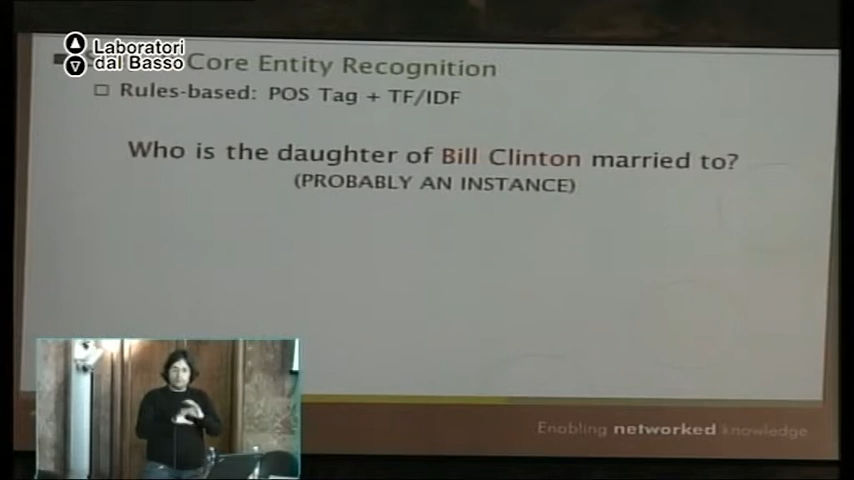 Laboratori
dal Basso
Core Entity Recognition
Rules-based: POS Tag + TF/IDF
Who is the daughter of Bill Clinton married to?
(PROBABLY AN INSTANCE)
Enabling networked knowledge